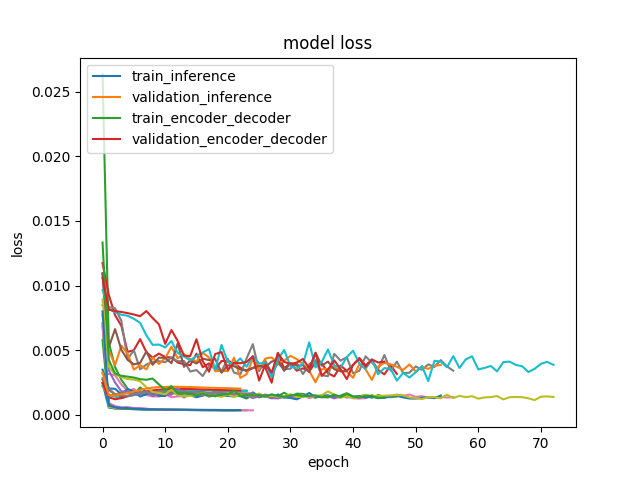 model loss
train_inference
validation_inference
train_encoder_decoder
validation_encoder_decoder
loss
0.025
0.020
0.015
0.010
0.005
0.000
0 10 20 30 40 50 60 70
epoch